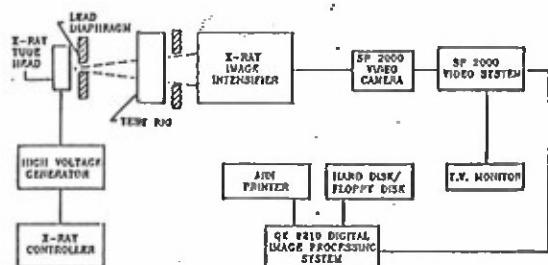 LEAD
DIAPHRAGM
X-RAY
TUBE
HEAD
X-RAY
IMAGE
INTENSIFIER
SP 2000
VIDEO
CAMERA
SP 2000
VIDEO SYSTEM
TEST RIG
HIGH VOLTAGE
GENERATOR
PRINTER
HARD DISK/
FLOPPY DISK
T.V. MONITOR
X-RAY
CONTROLLER
DIGITAL
IMAGE PROCESSING
SYSTEM